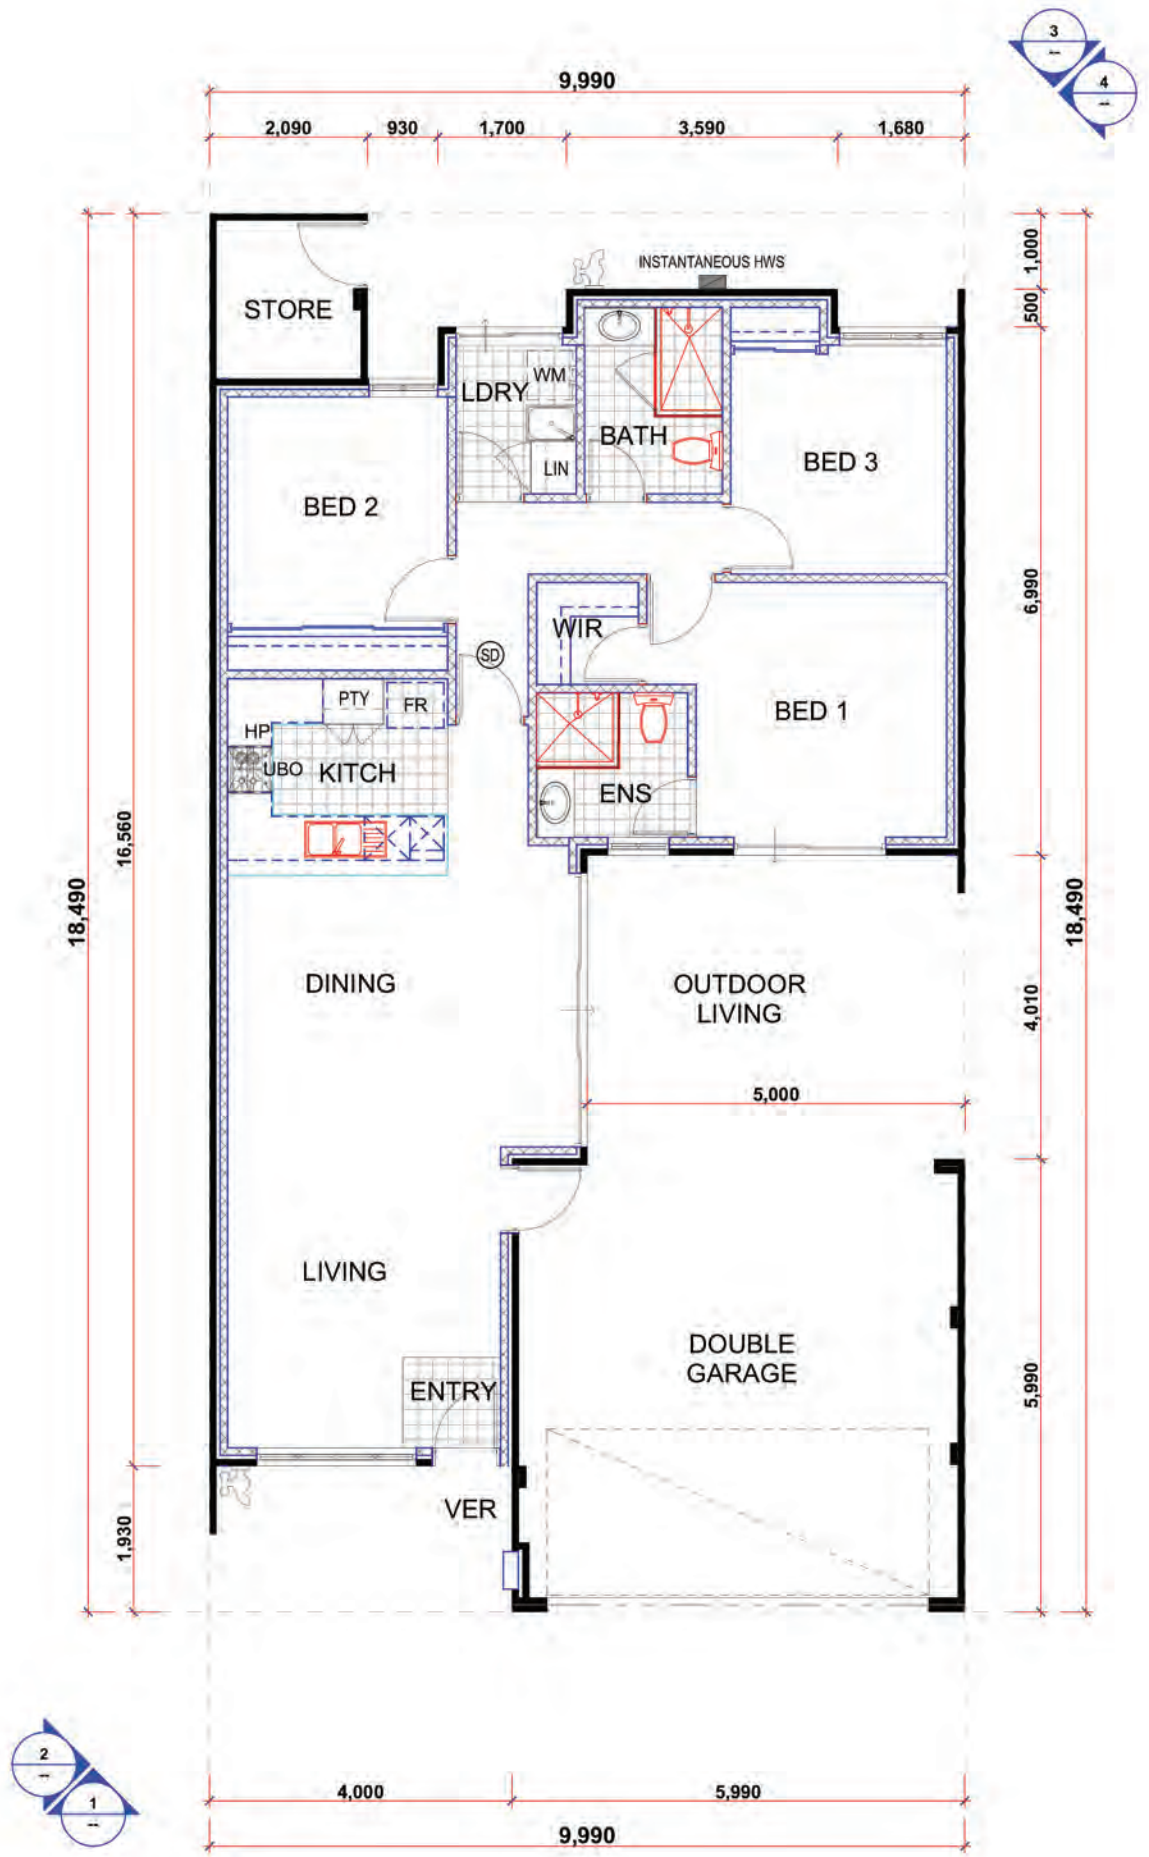 3
--
4
--
9,990
2,090
930
1,700
3,590
1,680
INSTANTANEOUS HWS
1,000
500
STORE
WM
LDRY
LIN
BATH
BED 3
BED 2
6,990
WIR
SD
PTY
FR
HP
UBO
KITCH
BED 1
ENS
16,560
18,490
18,490
DINING
OUTDOOR
LIVING
4,010
5,000
LIVING
DOUBLE
GARAGE
ENTRY
5,990
VER
1,930
2
--
1
--
4,000
5,990
9,990